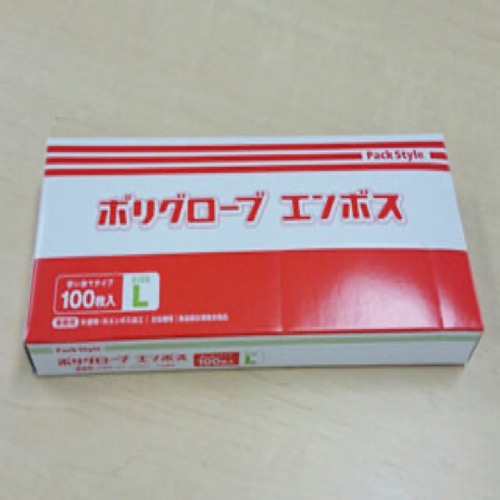 Pack Style
ポリグローブ エンボス
使い捨てタイプ
100枚入
SIZE
L
Pack Style
ポリグローブ エンボス
100枚入
L